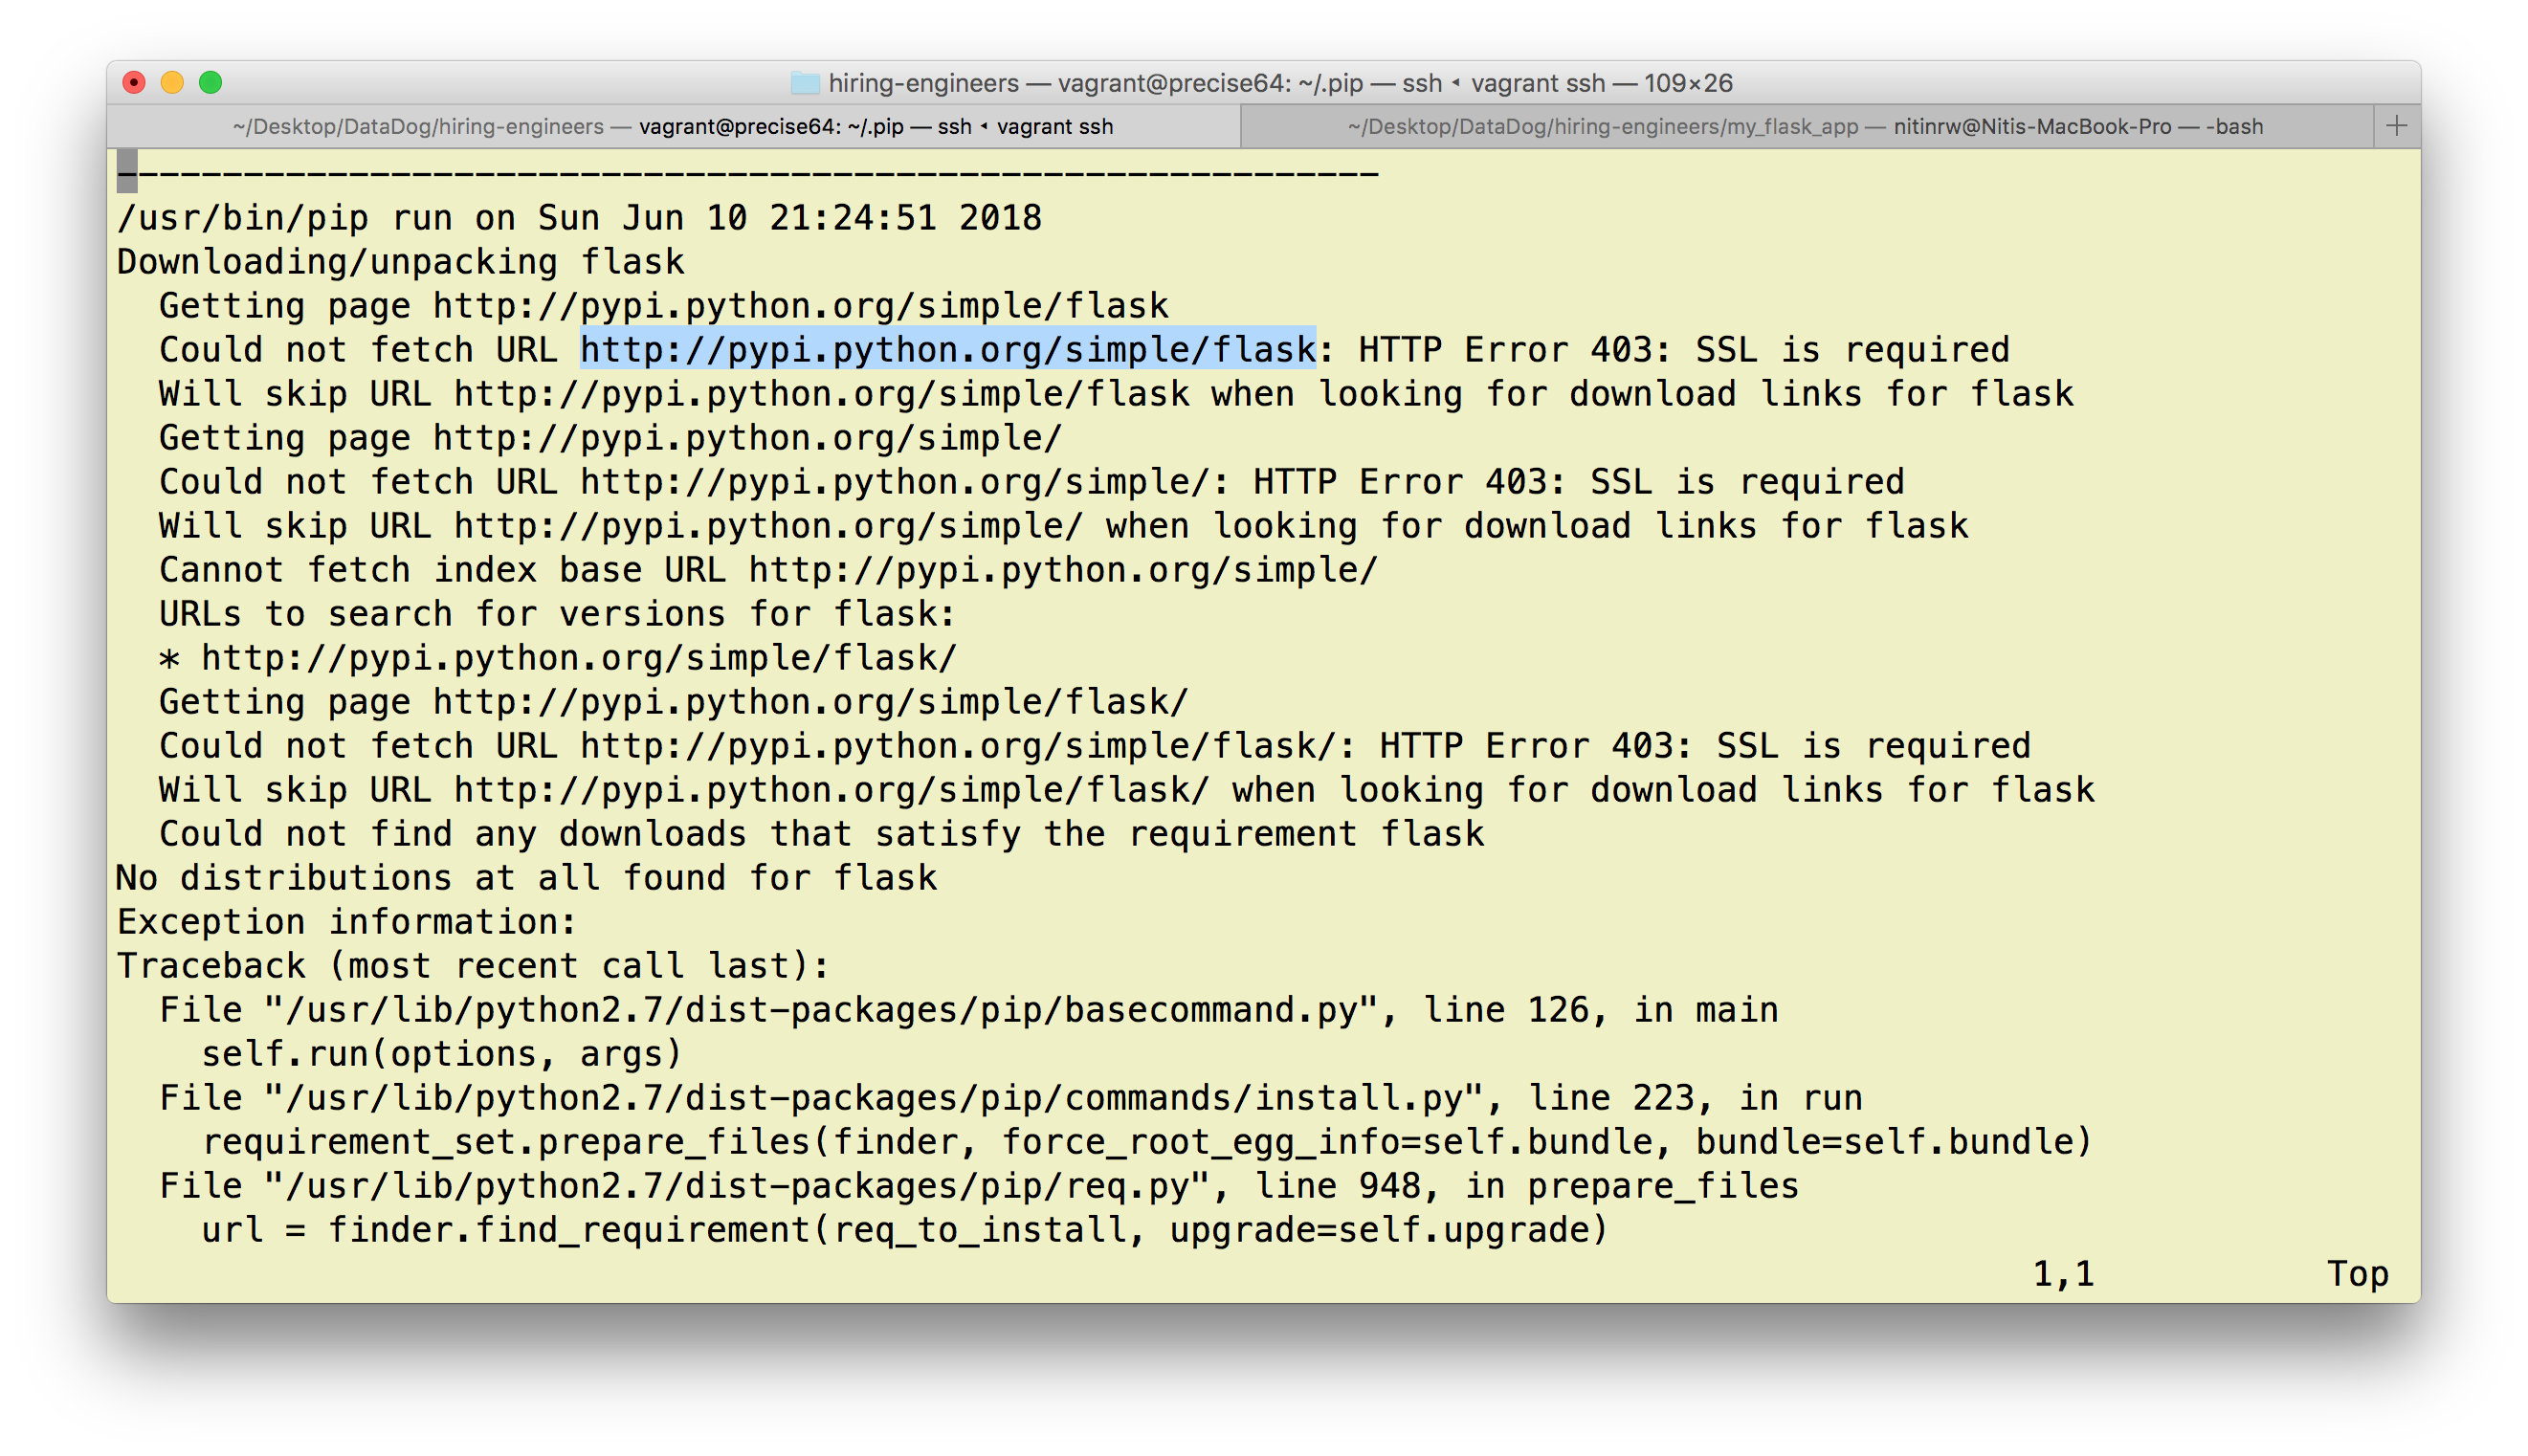 hiring-engineers — vagrant@precise64: ~/.pip — ssh ◂ vagrant ssh — 109×26
~/Desktop/DataDog/hiring-engineers — vagrant@precise64: ~/.pip — ssh ◂ vagrant ssh
~/Desktop/DataDog/hiring-engineers/my_flask_app — nitinrw@Nitis-MacBook-Pro — -bash
+
------------------------------------------------------------
/usr/bin/pip run on Sun Jun 10 21:24:51 2018
Downloading/unpacking flask
  Getting page http://pypi.python.org/simple/flask
  Could not fetch URL http://pypi.python.org/simple/flask: HTTP Error 403: SSL is required
  Will skip URL http://pypi.python.org/simple/flask when looking for download links for flask
  Getting page http://pypi.python.org/simple/
  Could not fetch URL http://pypi.python.org/simple/: HTTP Error 403: SSL is required
  Will skip URL http://pypi.python.org/simple/ when looking for download links for flask
  Cannot fetch index base URL http://pypi.python.org/simple/
  URLs to search for versions for flask:
  * http://pypi.python.org/simple/flask/
  Getting page http://pypi.python.org/simple/flask/
  Could not fetch URL http://pypi.python.org/simple/flask/: HTTP Error 403: SSL is required
  Will skip URL http://pypi.python.org/simple/flask/ when looking for download links for flask
  Could not find any downloads that satisfy the requirement flask
No distributions at all found for flask
Exception information:
Traceback (most recent call last):
  File "/usr/lib/python2.7/dist-packages/pip/basecommand.py", line 126, in main
    self.run(options, args)
  File "/usr/lib/python2.7/dist-packages/pip/commands/install.py", line 223, in run
    requirement_set.prepare_files(finder, force_root_egg_info=self.bundle, bundle=self.bundle)
  File "/usr/lib/python2.7/dist-packages/pip/req.py", line 948, in prepare_files
    url = finder.find_requirement(req_to_install, upgrade=self.upgrade)
1,1 Top